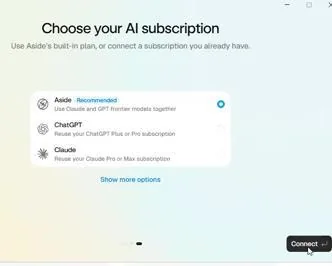 Choose your AI subscription
Use Aside's built-in plan, or connect a subscription you already have.
Aside Recommended
Use Claude and GPT frontier models together
ChatGPT
Reuse your ChatGPT Plus or Pro subscription
Claude
Reuse your Claude Pro or Max subscription
Show more options
Connect